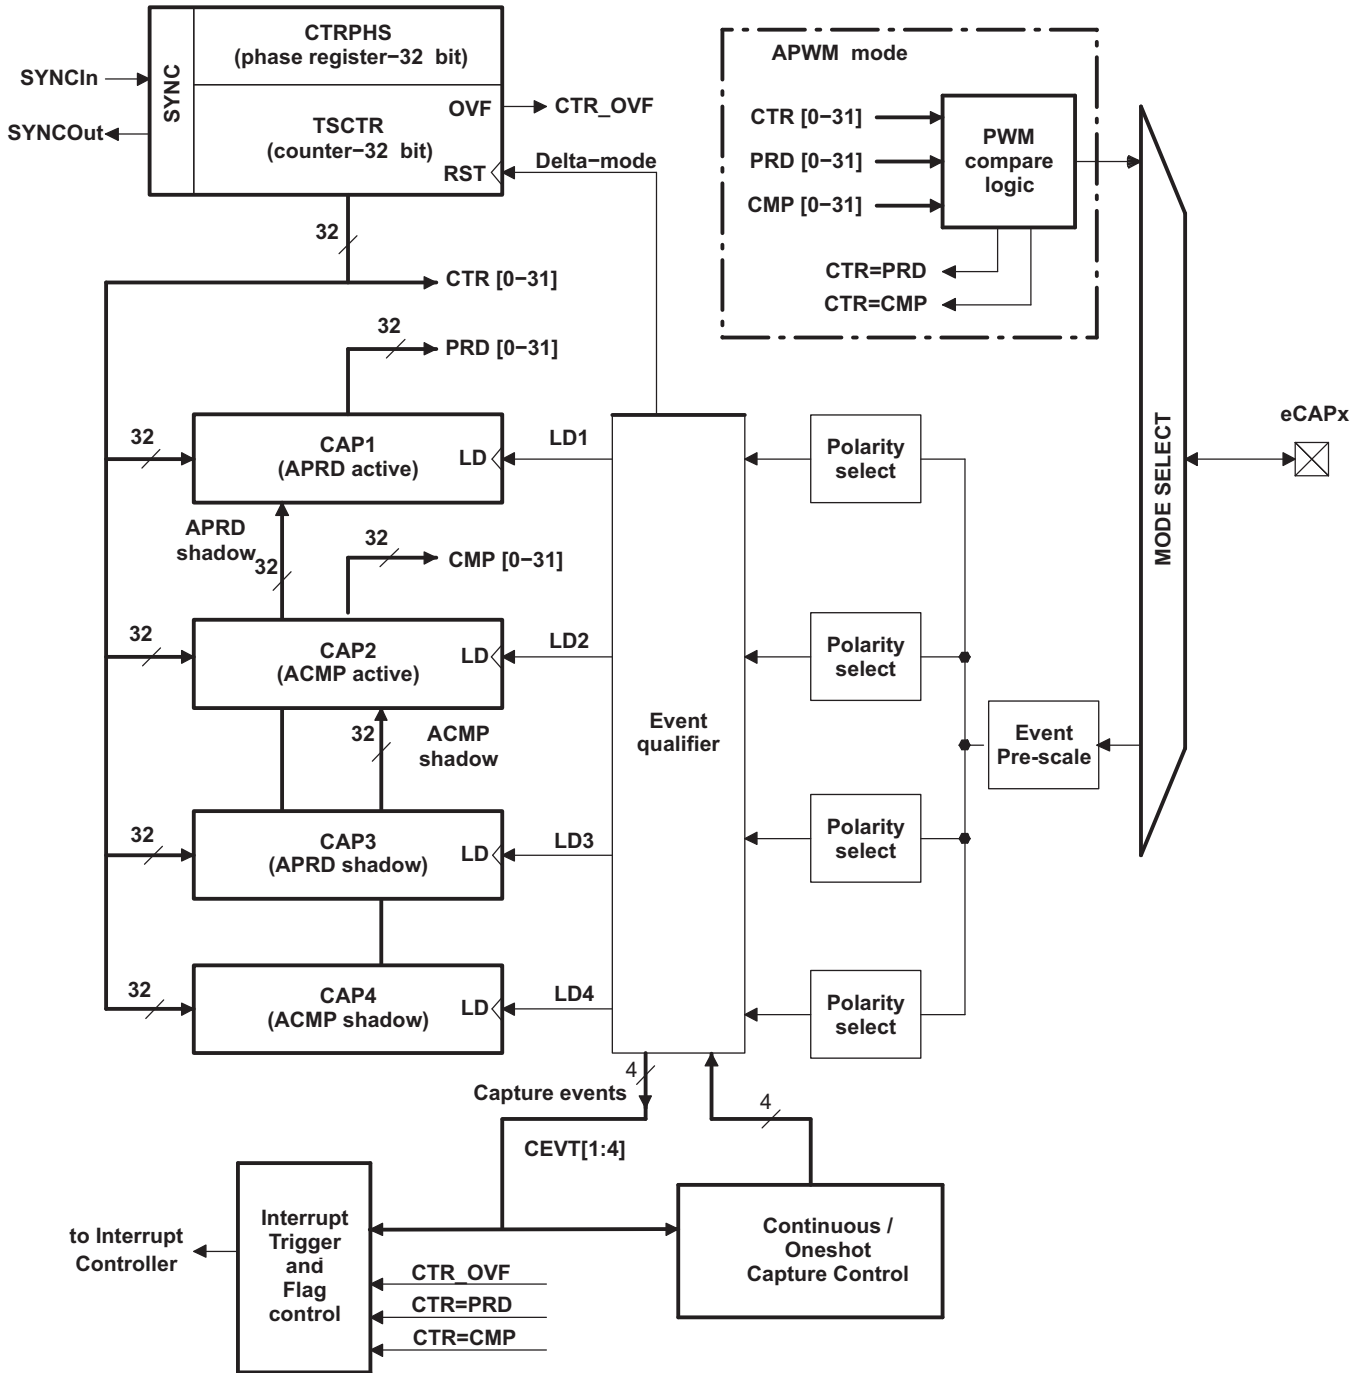 CTRPHS
(phase register−32 bit)
SYNC
SYNCIn
SYNCOut
OVF
CTR_OVF
TSCTR
(counter−32 bit)
RST
Delta−mode
32
CTR [0−31]
32
PRD [0−31]
APWM mode
CTR [0−31]
PRD [0−31]
CMP [0−31]
PWM
compare
logic
CTR=PRD
CTR=CMP
MODE SELECT
eCAPx
32
CAP1
(APRD active)
LD
LD1
Polarity
select
APRD
shadow
32
32
CMP [0−31]
32
CAP2
(ACMP active)
LD
LD2
Polarity
select
32
ACMP
shadow
Event
qualifier
Event
Pre-scale
32
CAP3
(APRD shadow)
LD
LD3
Polarity
select
32
CAP4
(ACMP shadow)
LD
LD4
Polarity
select
4
Capture events
4
CEVT[1:4]
to Interrupt
Controller
Interrupt
Trigger
and
Flag
control
CTR_OVF
CTR=PRD
CTR=CMP
Continuous /
Oneshot
Capture Control